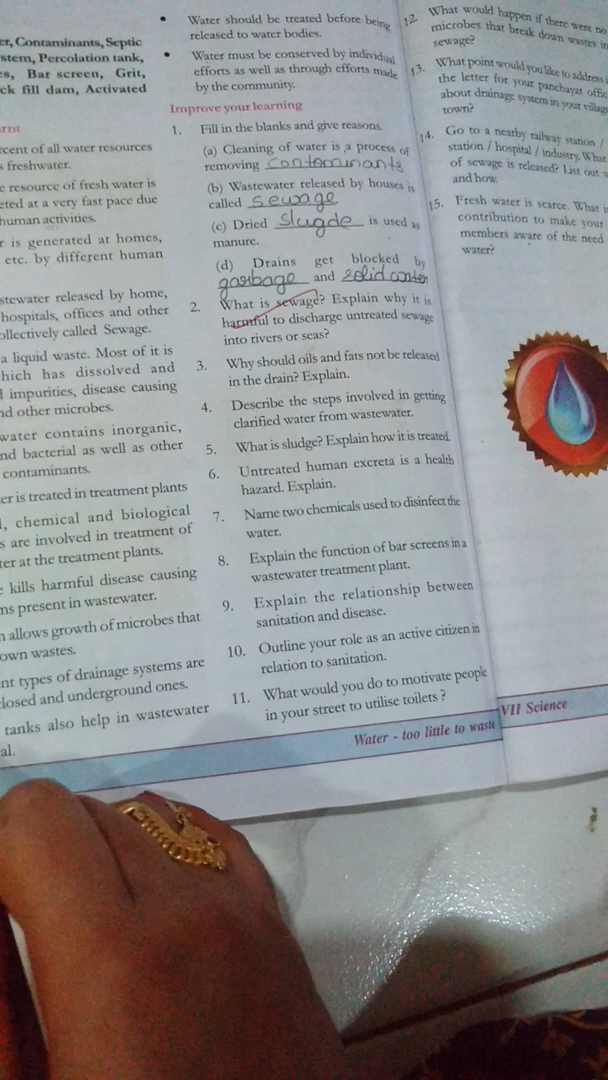 er, Contaminants, Septic
stem, Percolation tank,
es, Bar screen, Grit,
ck fill dam, Activated
arnt
rcent of all water resources
s freshwater.
e resource of fresh water is
eted at a very fast pace due
human activities.
r is generated at homes,
etc. by different human
stewater released by home,
hospitals, offices and other
ollectively called Sewage.
a liquid waste. Most of it is
hich has dissolved and
l impurities, disease causing
nd other microbes.
water contains inorganic,
nd bacterial as well as other
contaminants.
er is treated in treatment plants
l, chemical and biological
s are involved in treatment of
ter at the treatment plants.
e kills harmful disease causing
ms present in wastewater.
n allows growth of microbes that
own wastes.
nt types of drainage systems are
closed and underground ones.
tanks also help in wastewater
al.
• Water should be treated before being
released to water bodies.
• Water must be conserved by individual
efforts as well as through efforts made
by the community.
Improve your learning
1. Fill in the blanks and give reasons.
(a) Cleaning of water is a process of
removing contominants
(b) Wastewater released by houses is
called sewage
(c) Dried slugde is used as
manure.
(d) Drains get blocked by
garbage and solid waten
2. What is sewage? Explain why it is
harmful to discharge untreated sewage
into rivers or seas?
3. Why should oils and fats not be released
in the drain? Explain.
4. Describe the steps involved in getting
clarified water from wastewater.
5. What is sludge? Explain how it is treated.
6. Untreated human excreta is a health
hazard. Explain.
7. Name two chemicals used to disinfect the
water.
8. Explain the function of bar screens in a
wastewater treatment plant.
9. Explain the relationship between
sanitation and disease.
10. Outline your role as an active citizen in
relation to sanitation.
11. What would you do to motivate people
in your street to utilise toilets ?
Water - too little to waste
12. What would happen if there were no
microbes that break down wastes in
sewage?
13. What point would you like to address i
the letter for your panchayat offic
about drainage system in your village
town?
14. Go to a nearby railway station /
station / hospital / industry. What
of sewage is released? List out
and how.
15. Fresh water is scarce. What is
contribution to make your
members aware of the need
water?
VII Science